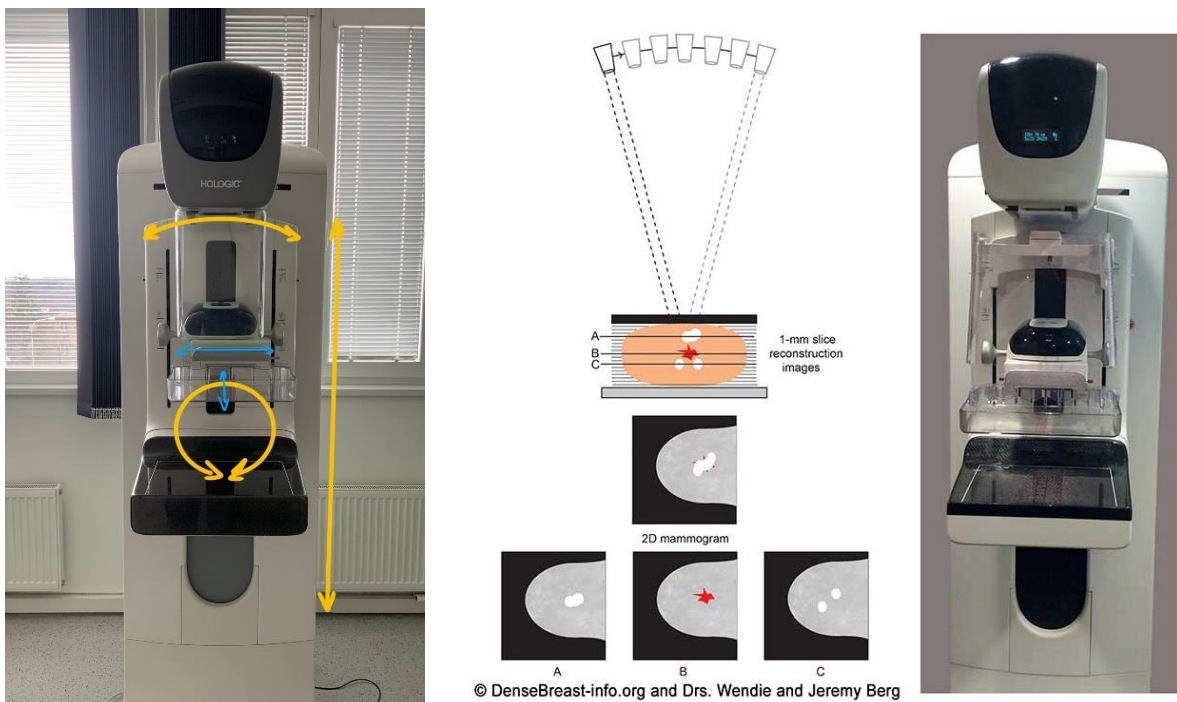 HOLOGIC
A
B
C
1-mm slice
reconstruction
images
2D mammogram
A
B
C
© DenseBreast-info.org and Drs. Wendie and Jeremy Berg